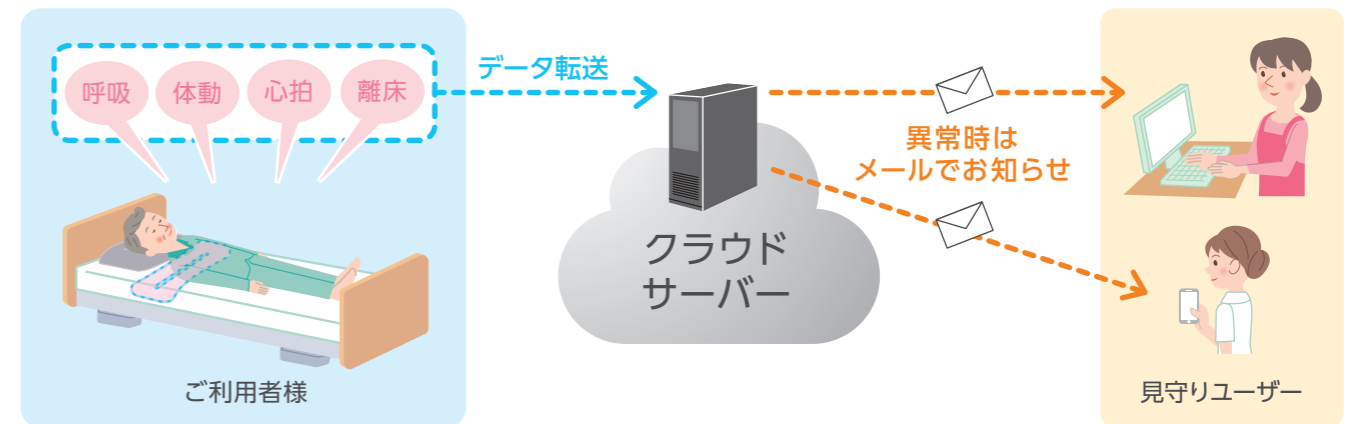 呼吸
体動
心拍
離床
データ転送
異常時は
メールでお知らせ
クラウド
サーバー
ご利用者様
見守りユーザー